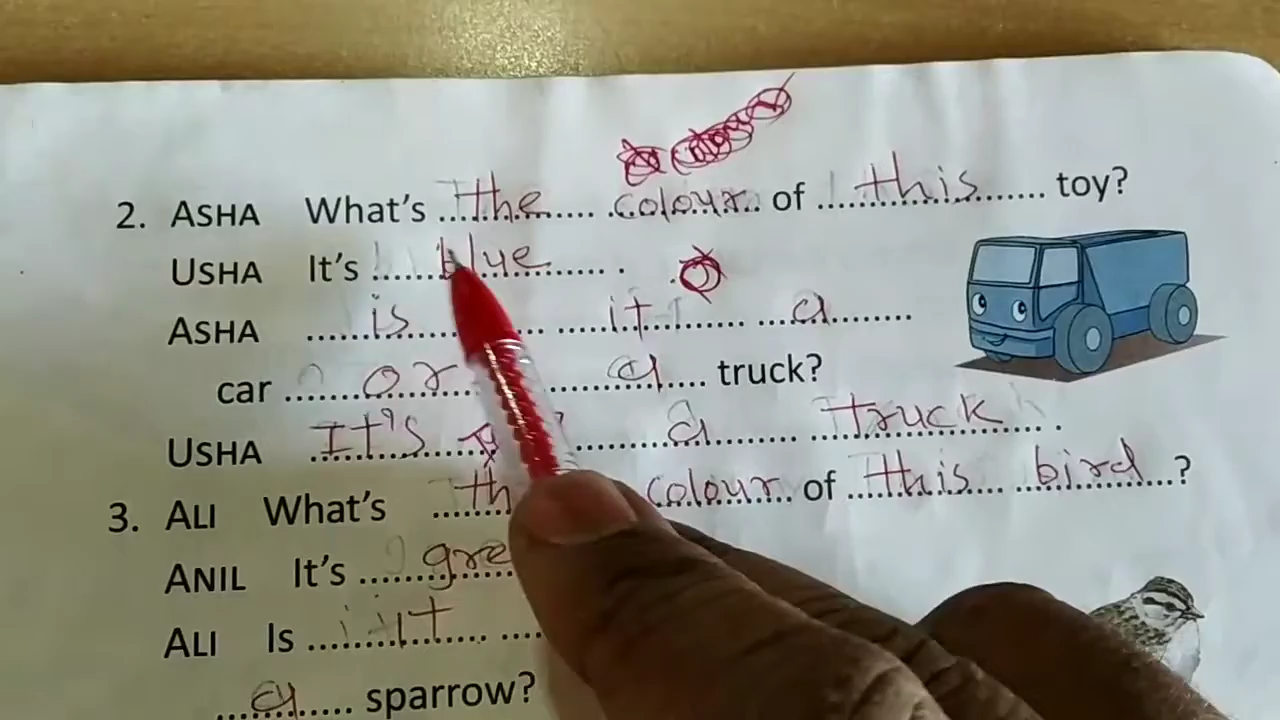 2. ASHA What's the colour of this toy?
USHA It's blue.
ASHA is it a
car or a truck?
USHA It's a truck.
3. ALI What's colour of this bird?
ANIL It's
ALI Is it
a sparrow?